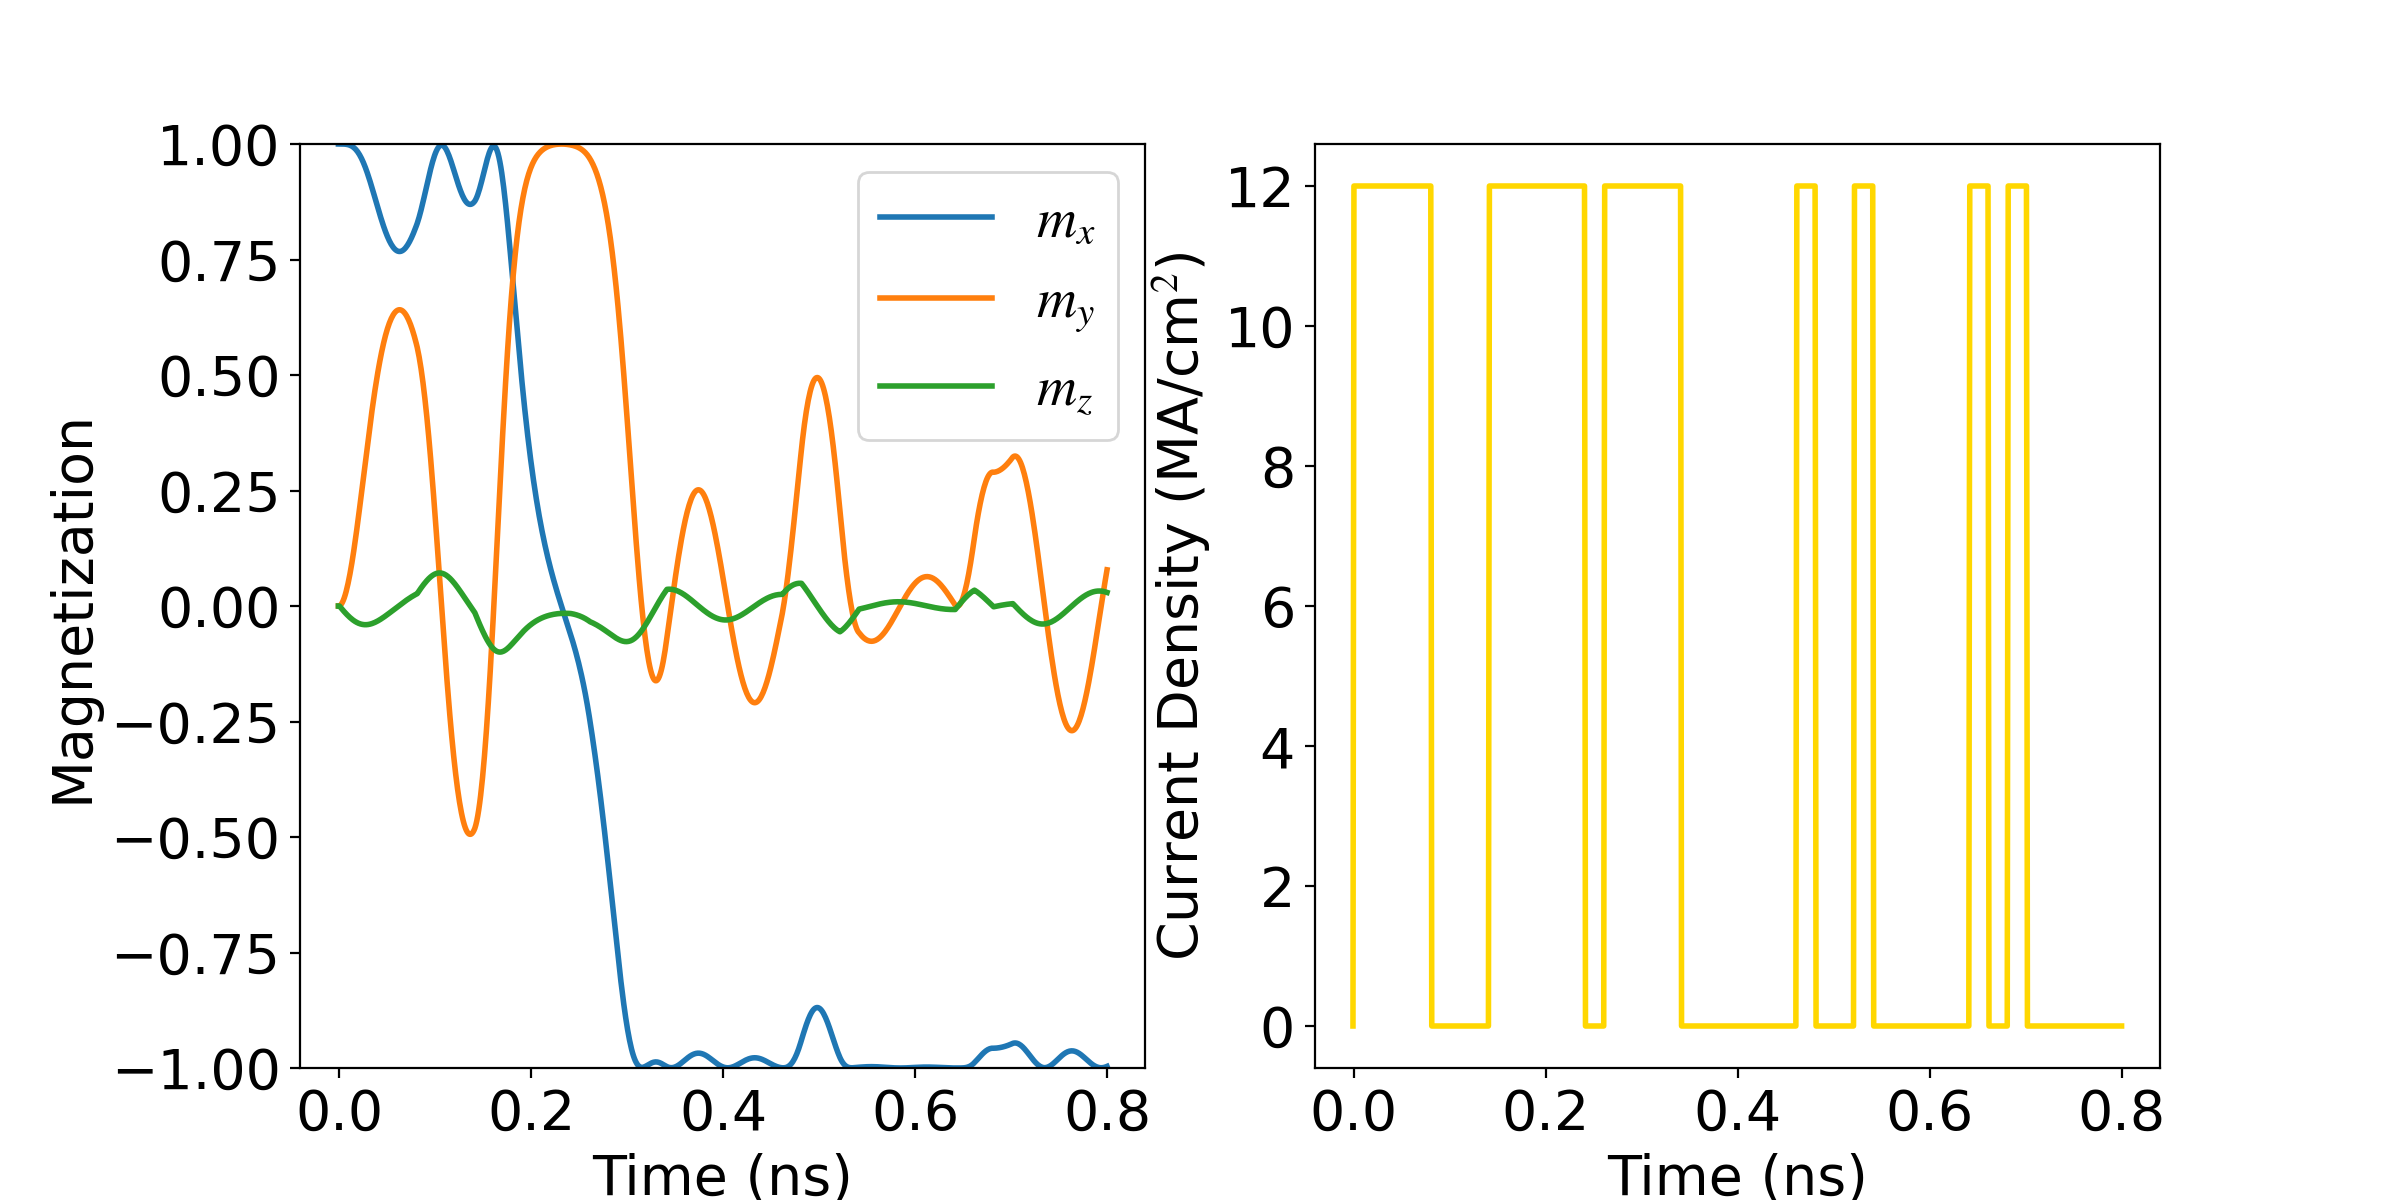 1.00
0.75
0.50
0.25
0.00
−0.25
−0.50
−0.75
−1.00
Magnetization
0.0 0.2 0.4 0.6 0.8
Time (ns)
m_x
m_y
m_z
12
10
8
6
4
2
0
Current Density (MA/cm²)
0.0 0.2 0.4 0.6 0.8
Time (ns)